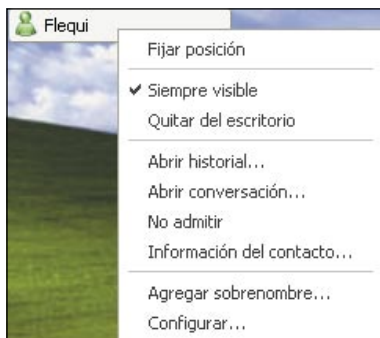 Flequi
Fijar posición
Siempre visible
Quitar del escritorio
Abrir historial...
Abrir conversación...
No admitir
Información del contacto...
Agregar sobrenombre...
Configurar...